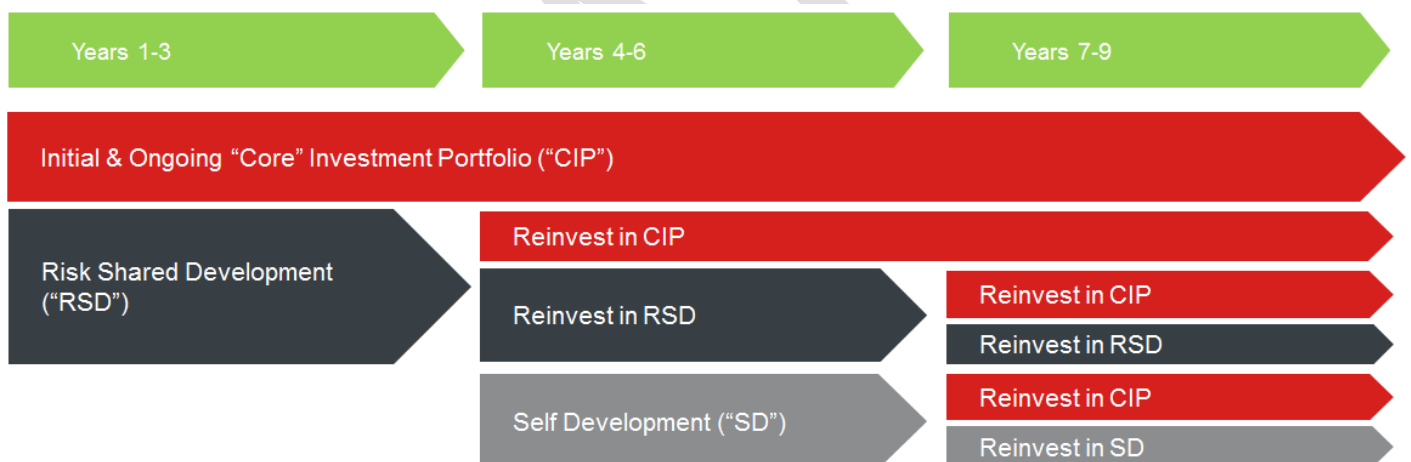 Years 1-3
Years 4-6
Years 7-9
Initial & Ongoing “Core” Investment Portfolio (“CIP”)
Risk Shared Development
(“RSD”)
Reinvest in CIP
Reinvest in RSD
Self Development (“SD”)
Reinvest in CIP
Reinvest in RSD
Reinvest in CIP
Reinvest in SD